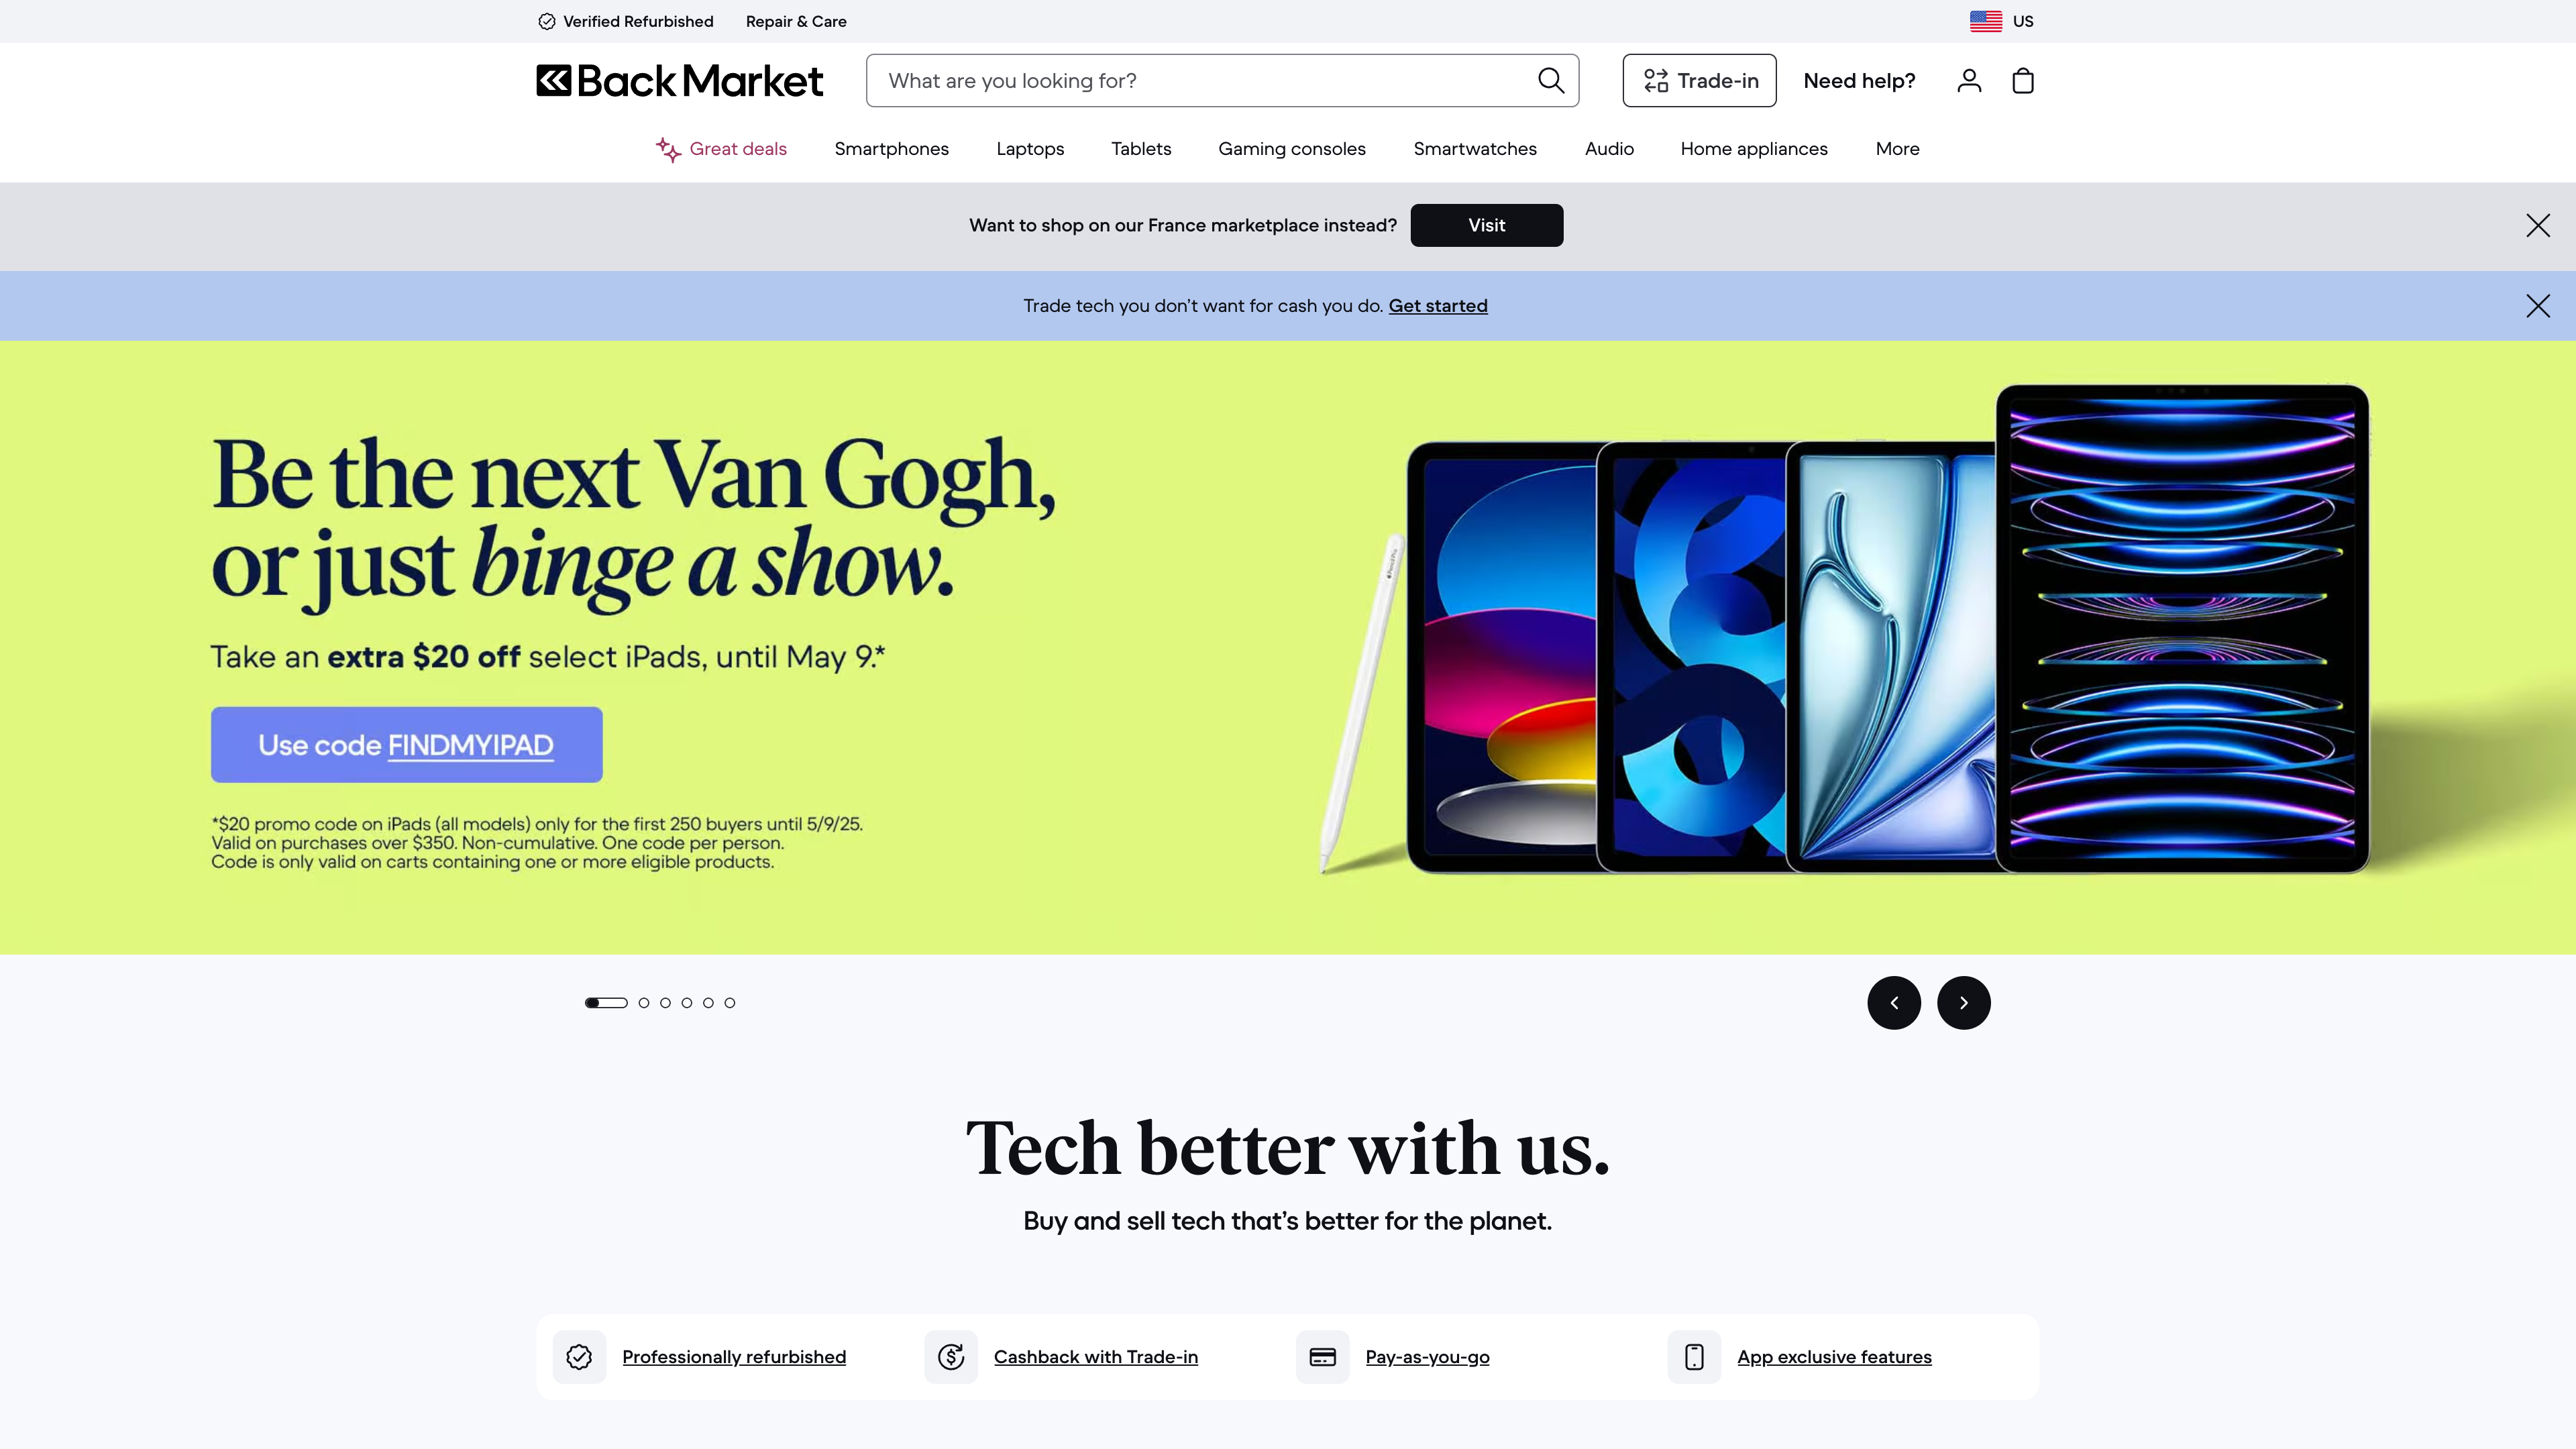 Verified Refurbished
Repair & Care
US
Back Market
What are you looking for?
Trade-in
Need help?
Great deals
Smartphones
Laptops
Tablets
Gaming consoles
Smartwatches
Audio
Home appliances
More
Want to shop on our France marketplace instead?
Visit
Trade tech you don’t want for cash you do. Get started
Be the next Van Gogh,
or just binge a show.
Take an extra $20 off select iPads, until May 9.*
Use code FINDMYIPAD
*$20 promo code on iPads (all models) only for the first 250 buyers until 5/9/25.
Valid on purchases over $350. Non-cumulative. One code per person.
Code is only valid on carts containing one or more eligible products.
Tech better with us.
Buy and sell tech that’s better for the planet.
Professionally refurbished
Cashback with Trade-in
Pay-as-you-go
App exclusive features